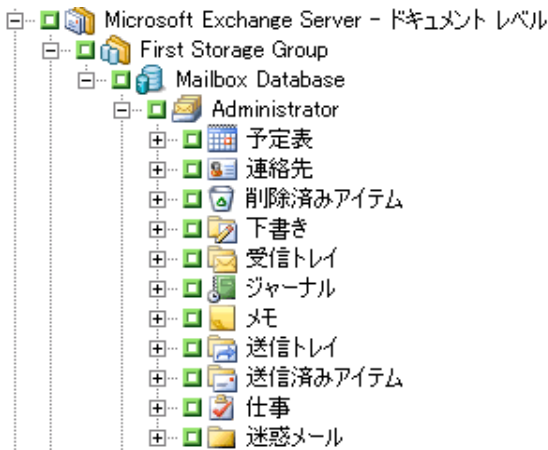 Microsoft Exchange Server - ドキュメント レベル
First Storage Group
Mailbox Database
Administrator
予定表
連絡先
削除済みアイテム
下書き
受信トレイ
ジャーナル
メモ
送信トレイ
送信済みアイテム
仕事
迷惑メール